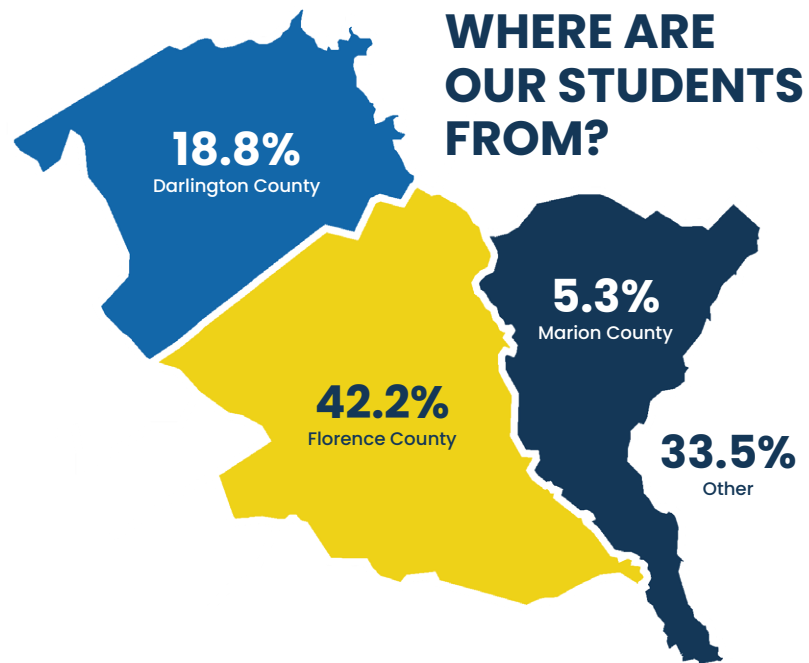 WHERE ARE
OUR STUDENTS
FROM?
18.8%
Darlington County
5.3%
Marion County
42.2%
Florence County
33.5%
Other